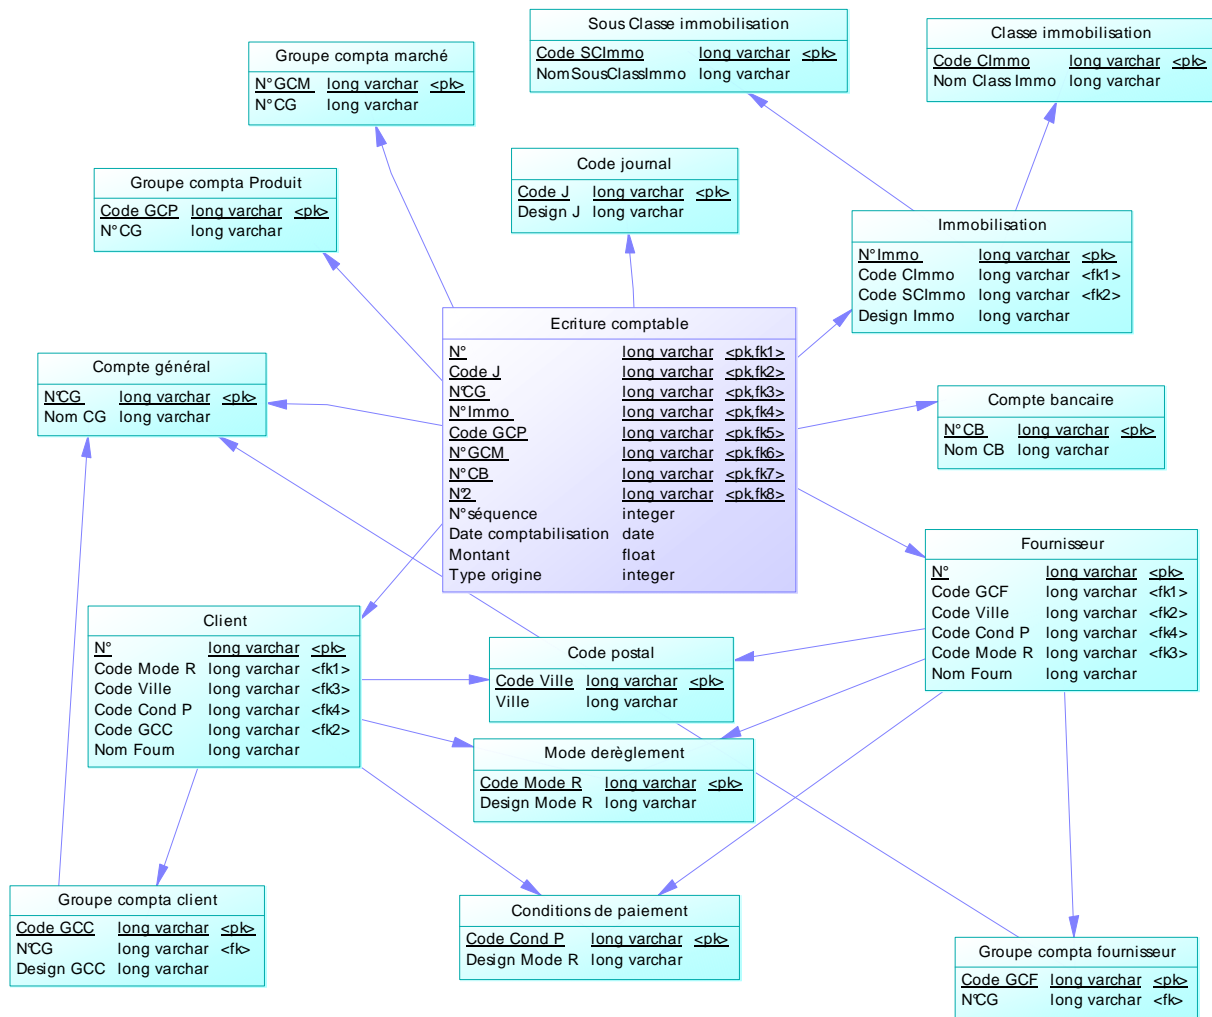 Sous Classe immobilisation
Code SCImmo long varchar <pk>
NomSousClassImmo long varchar
Classe immobilisation
Code CImmo long varchar <pk>
Nom Class Immo long varchar
Groupe compta marché
N°GCM long varchar <pk>
N°CG long varchar
Code journal
Code J long varchar <pk>
Design J long varchar
Groupe compta Produit
Code GCP long varchar <pk>
N°CG long varchar
Immobilisation
N°Immo long varchar <pk>
Code CImmo long varchar <fk1>
Code SCImmo long varchar <fk2>
Design Immo long varchar
Ecriture comptable
N° long varchar <pk,fk1>
Code J long varchar <pk,fk2>
N°CG long varchar <pk,fk3>
N°Immo long varchar <pk,fk4>
Code GCP long varchar <pk,fk5>
N°GCM long varchar <pk,fk6>
N°CB long varchar <pk,fk7>
N°2 long varchar <pk,fk8>
N°séquence integer
Date comptabilisation date
Montant float
Type origine integer
Compte général
N°CG long varchar <pk>
Nom CG long varchar
Compte bancaire
N°CB long varchar <pk>
Nom CB long varchar
Fournisseur
N° long varchar <pk>
Code GCF long varchar <fk1>
Code Ville long varchar <fk2>
Code Cond P long varchar <fk4>
Code Mode R long varchar <fk3>
Nom Fourn long varchar
Client
N° long varchar <pk>
Code Mode R long varchar <fk1>
Code Ville long varchar <fk3>
Code Cond P long varchar <fk4>
Code GCC long varchar <fk2>
Nom Fourn long varchar
Code postal
Code Ville long varchar <pk>
Ville long varchar
Mode derèglement
Code Mode R long varchar <pk>
Design Mode R long varchar
Groupe compta client
Code GCC long varchar <pk>
N°CG long varchar <fk>
Design GCC long varchar
Conditions de paiement
Code Cond P long varchar <pk>
Design Mode R long varchar
Groupe compta fournisseur
Code GCF long varchar <pk>
N°CG long varchar <fk>